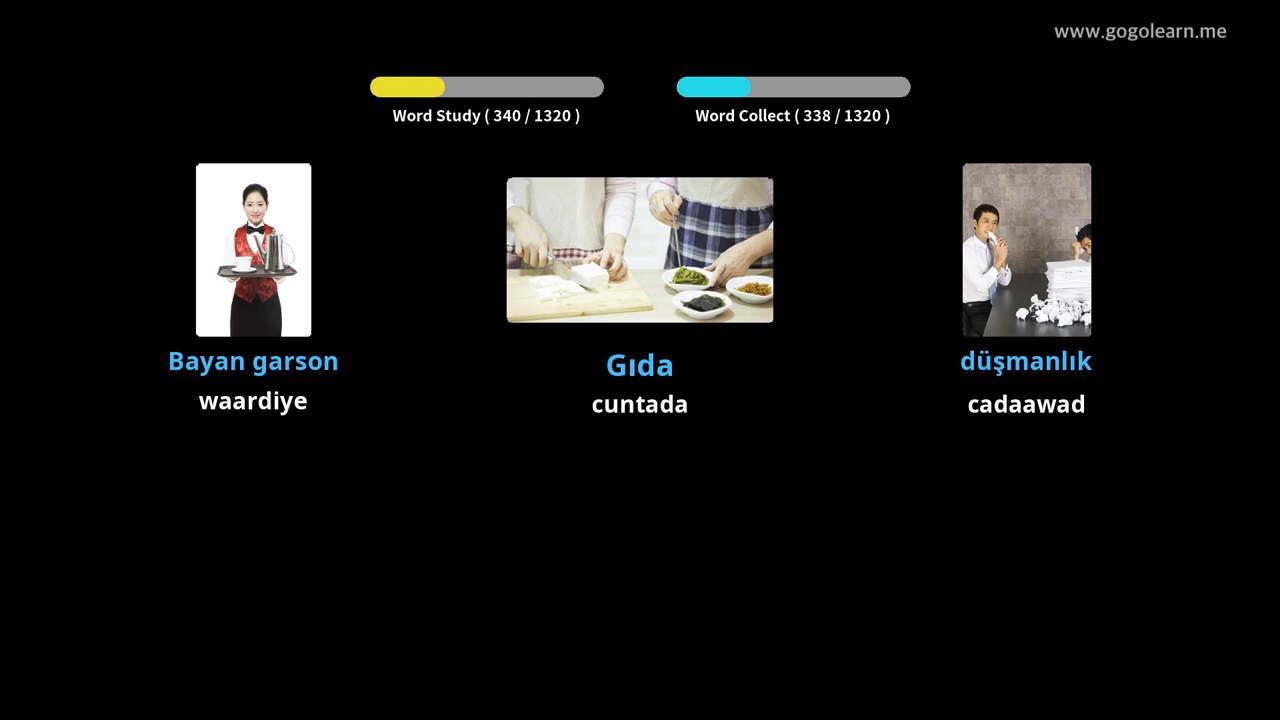 www.gogolearn.me
Word Study ( 340 / 1320 )
Word Collect ( 338 / 1320 )
Bayan garson
waardiye
Gıda
cuntada
düşmanlık
cadaawad